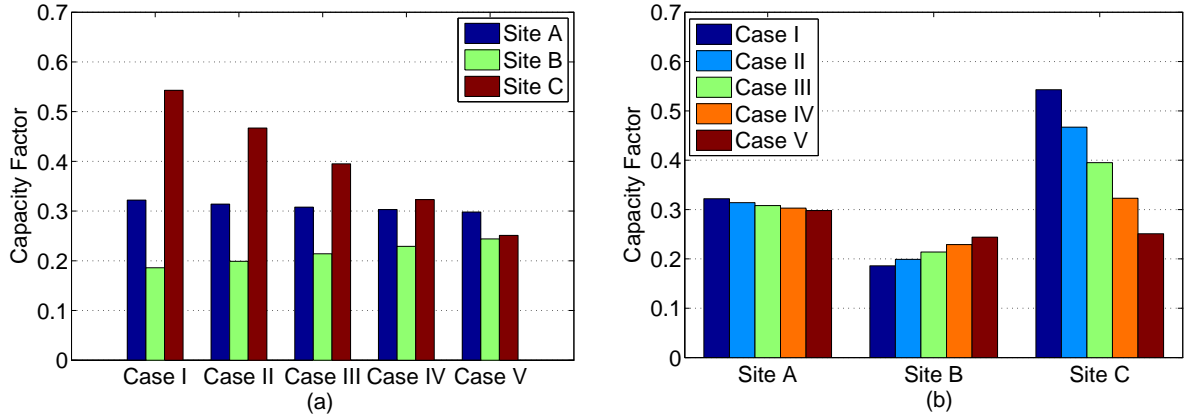 0.7
0.6
0.5
0.4
0.3
0.2
0.1
0
Capacity Factor
Site A
Site B
Site C
Case I Case II Case III Case IV Case V
(a)
0.7
0.6
0.5
0.4
0.3
0.2
0.1
0
Capacity Factor
Case I
Case II
Case III
Case IV
Case V
Site A Site B Site C
(b)